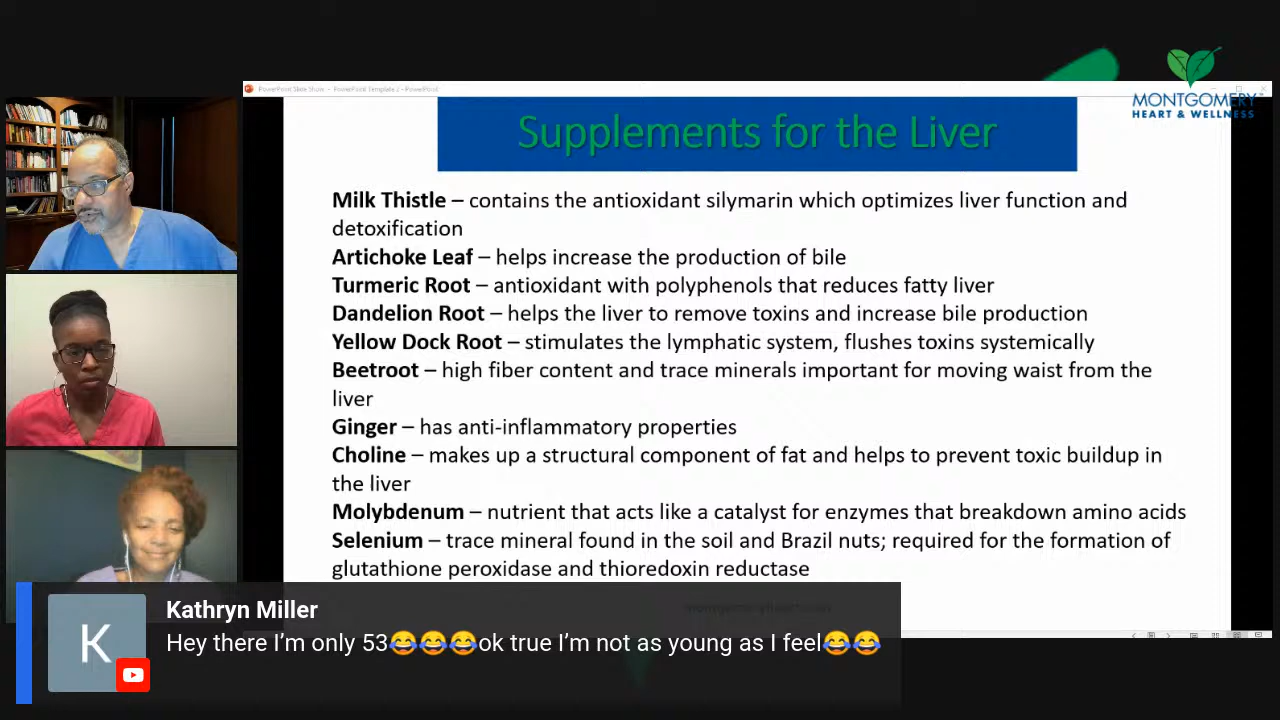 MONTGOMERY
HEART & WELLNESS
PowerPoint Slide Show - PowerPoint Template 2 - PowerPoint
Supplements for the Liver
Milk Thistle – contains the antioxidant silymarin which optimizes liver function and
detoxification
Artichoke Leaf – helps increase the production of bile
Turmeric Root – antioxidant with polyphenols that reduces fatty liver
Dandelion Root – helps the liver to remove toxins and increase bile production
Yellow Dock Root – stimulates the lymphatic system, flushes toxins systemically
Beetroot – high fiber content and trace minerals important for moving waist from the
liver
Ginger – has anti-inflammatory properties
Choline – makes up a structural component of fat and helps to prevent toxic buildup in
the liver
Molybdenum – nutrient that acts like a catalyst for enzymes that breakdown amino acids
Selenium – trace mineral found in the soil and Brazil nuts; required for the formation of
glutathione peroxidase and thioredoxin reductase
K
Kathryn Miller
Hey there I’m only 53😂😂😂ok true I’m not as young as I feel😂😂